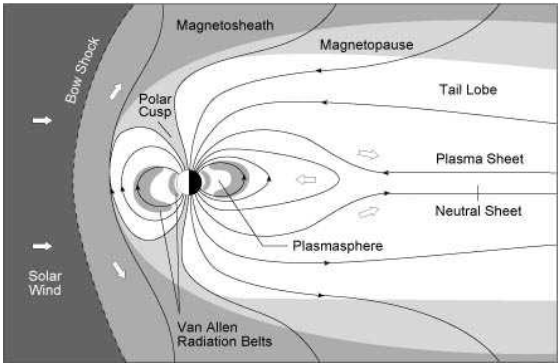 Magnetosheath
Bow Shock
Magnetopause
Tail Lobe
Polar
Cusp
Plasma Sheet
Neutral Sheet
Plasmasphere
Solar
Wind
Van Allen
Radiation Belts